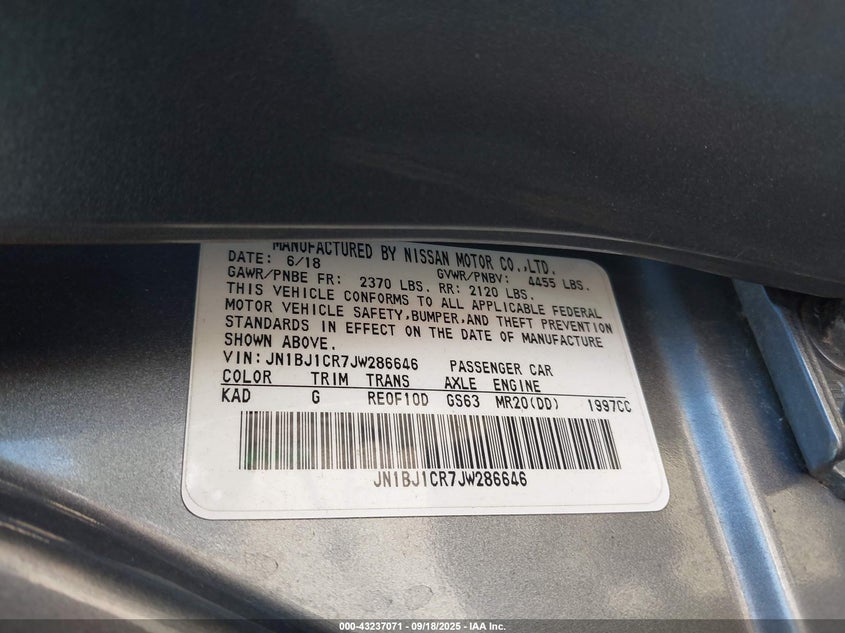 MANUFACTURED BY NISSAN MOTOR CO.,LTD.
DATE: 6/18 GVWR/PNBV: 4455 LBS.
GAWR/PNBE FR: 2370 LBS. RR: 2120 LBS.
THIS VEHICLE CONFORMS TO ALL APPLICABLE FEDERAL
MOTOR VEHICLE SAFETY,BUMPER,AND THEFT PREVENTION
STANDARDS IN EFFECT ON THE DATE OF MANUFACTURE
SHOWN ABOVE.
VIN:JN1BJ1CR7JW286646 PASSENGER CAR
COLOR TRIM TRANS AXLE ENGINE
KAD G RE0F10D GS63 MR20(DD) 1997CC
JN1BJ1CR7JW286646
000-43237071 - 09/18/2025 - IAA Inc.